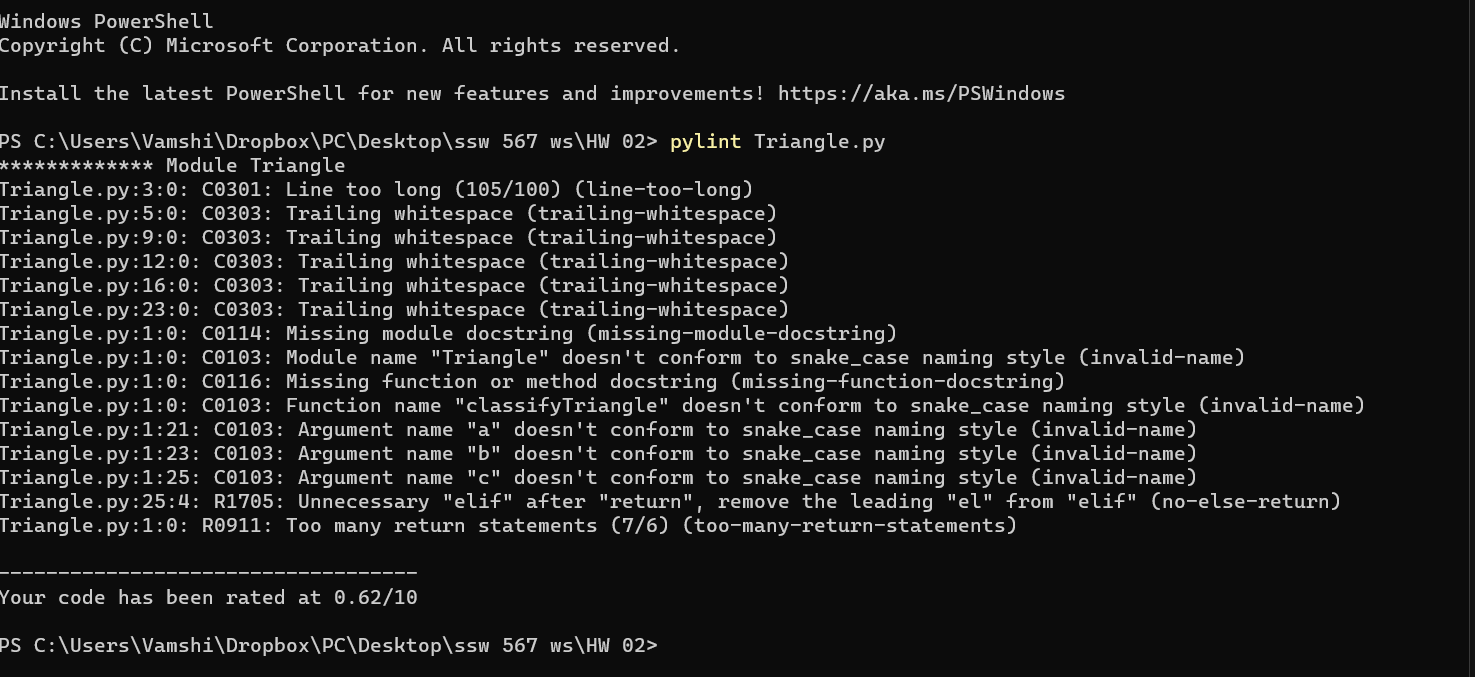 Windows PowerShell
Copyright (C) Microsoft Corporation. All rights reserved.
Install the latest PowerShell for new features and improvements! https://aka.ms/PSWindows
PS C:\Users\Vamshi\Dropbox\PC\Desktop\ssw 567 ws\HW 02> pylint Triangle.py
************* Module Triangle
Triangle.py:3:0: C0301: Line too long (105/100) (line-too-long)
Triangle.py:5:0: C0303: Trailing whitespace (trailing-whitespace)
Triangle.py:9:0: C0303: Trailing whitespace (trailing-whitespace)
Triangle.py:12:0: C0303: Trailing whitespace (trailing-whitespace)
Triangle.py:16:0: C0303: Trailing whitespace (trailing-whitespace)
Triangle.py:23:0: C0303: Trailing whitespace (trailing-whitespace)
Triangle.py:1:0: C0114: Missing module docstring (missing-module-docstring)
Triangle.py:1:0: C0103: Module name "Triangle" doesn't conform to snake_case naming style (invalid-name)
Triangle.py:1:0: C0116: Missing function or method docstring (missing-function-docstring)
Triangle.py:1:0: C0103: Function name "classifyTriangle" doesn't conform to snake_case naming style (invalid-name)
Triangle.py:1:21: C0103: Argument name "a" doesn't conform to snake_case naming style (invalid-name)
Triangle.py:1:23: C0103: Argument name "b" doesn't conform to snake_case naming style (invalid-name)
Triangle.py:1:25: C0103: Argument name "c" doesn't conform to snake_case naming style (invalid-name)
Triangle.py:25:4: R1705: Unnecessary "elif" after "return", remove the leading "el" from "elif" (no-else-return)
Triangle.py:1:0: R0911: Too many return statements (7/6) (too-many-return-statements)
-----------------------------------
Your code has been rated at 0.62/10
PS C:\Users\Vamshi\Dropbox\PC\Desktop\ssw 567 ws\HW 02>